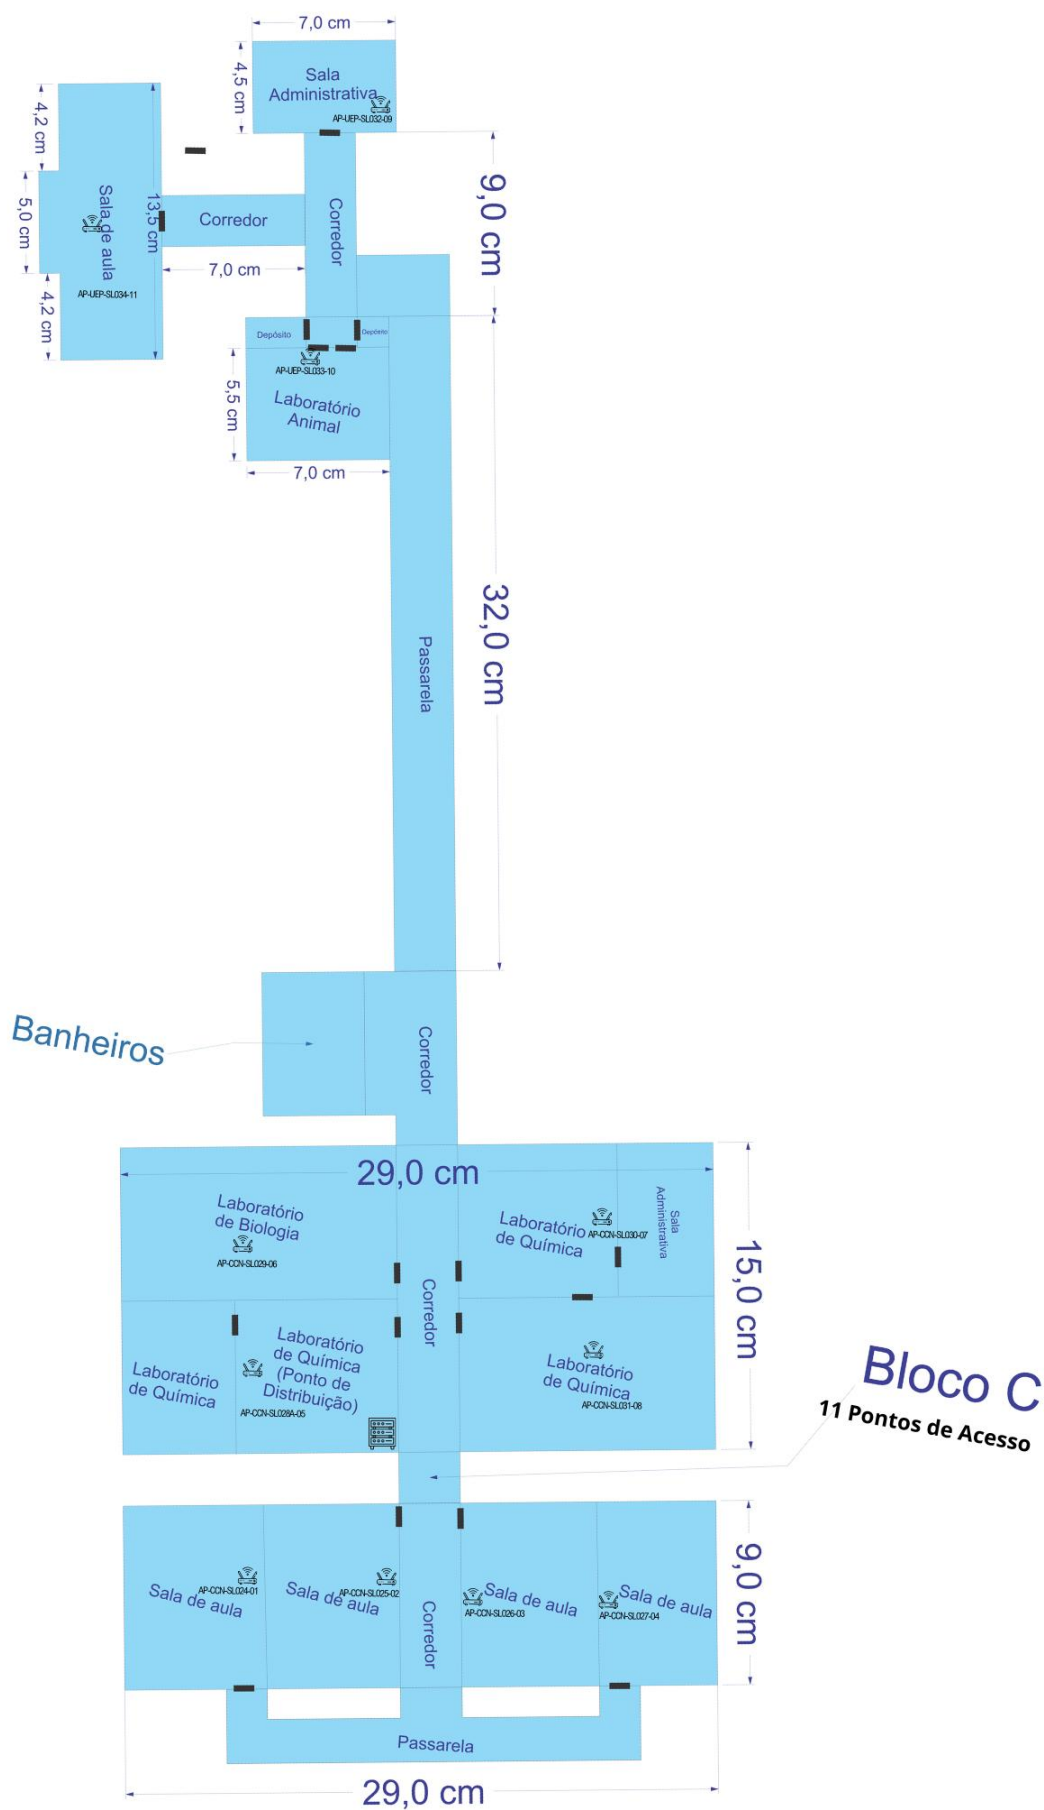 7,0 cm
4,5 cm
Sala
Administrativa
AP-UEP-SL032-09
4,2 cm
5,0 cm
4,2 cm
13,5 cm
Sala de aula
AP-UEP-SL034-11
Corredor
7,0 cm
Corredor
9,0 cm
Depósito
Depósito
AP-UEP-SL033-10
Laboratório
Animal
5,5 cm
7,0 cm
32,0 cm
Passarela
Banheiros
Corredor
29,0 cm
Laboratório
de Biologia
AP-CCN-SL029-06
Laboratório
de Química
AP-CCN-SL030-07
Sala
Administrativa
15,0 cm
Corredor
Laboratório
de Química
Laboratório
de Química
(Ponto de
Distribuição)
AP-CCN-SL028A-05
Laboratório
de Química
AP-CCN-SL031-08
Bloco C
11 Pontos de Acesso
AP-CCN-SL024-01
Sala de aula
AP-CCN-SL025-02
Sala de aula
Corredor
Sala de aula
AP-CCN-SL026-03
Sala de aula
AP-CCN-SL027-04
9,0 cm
Passarela
29,0 cm